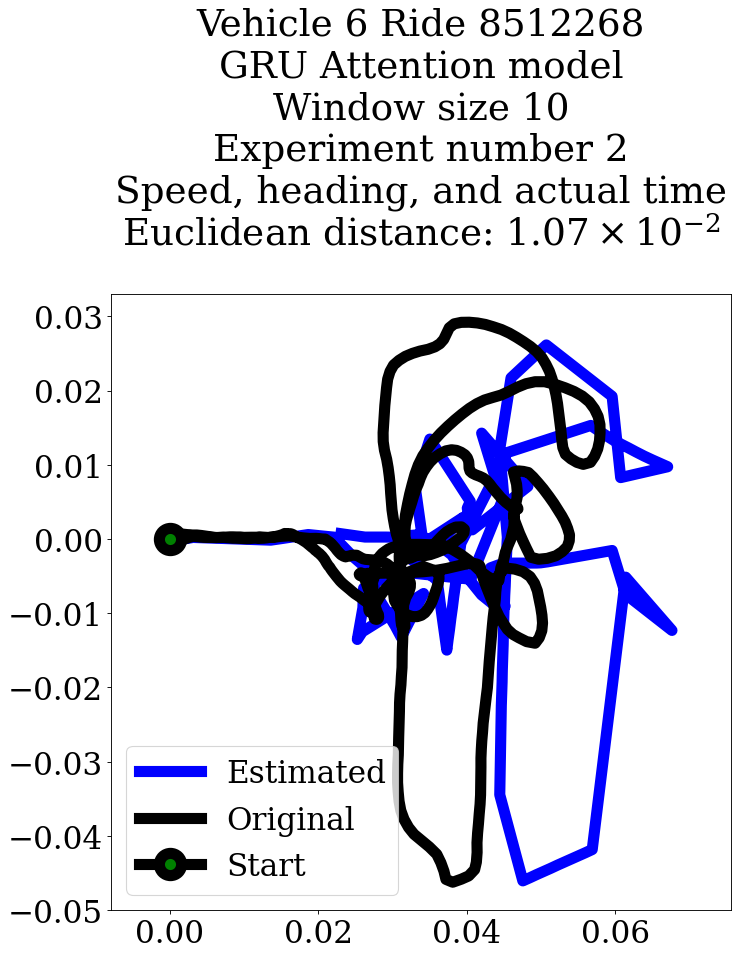 Vehicle 6 Ride 8512268
GRU Attention model
Window size 10
Experiment number 2
Speed, heading, and actual time
Euclidean distance: 1.07 × 10⁻²
0.03
0.02
0.01
0.00
−0.01
−0.02
−0.03
−0.04
−0.05
Estimated
Original
Start
0.00 0.02 0.04 0.06